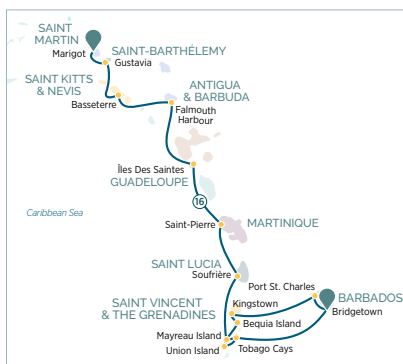 SAINT
MARTIN
Marigot
SAINT-BARTHÉLEMY
Gustavia
SAINT KITTS
& NEVIS
Basseterre
ANTIGUA
& BARBUDA
Falmouth
Harbour
Îles Des Saintes
GUADELOUPE
16
Caribbean Sea
Saint-Pierre
MARTINIQUE
SAINT LUCIA
Soufrière
Port St. Charles
BARBADOS
Bridgetown
SAINT VINCENT
& THE GRENADINES
Kingstown
Bequia Island
Mayreau Island
Union Island
Tobago Cays